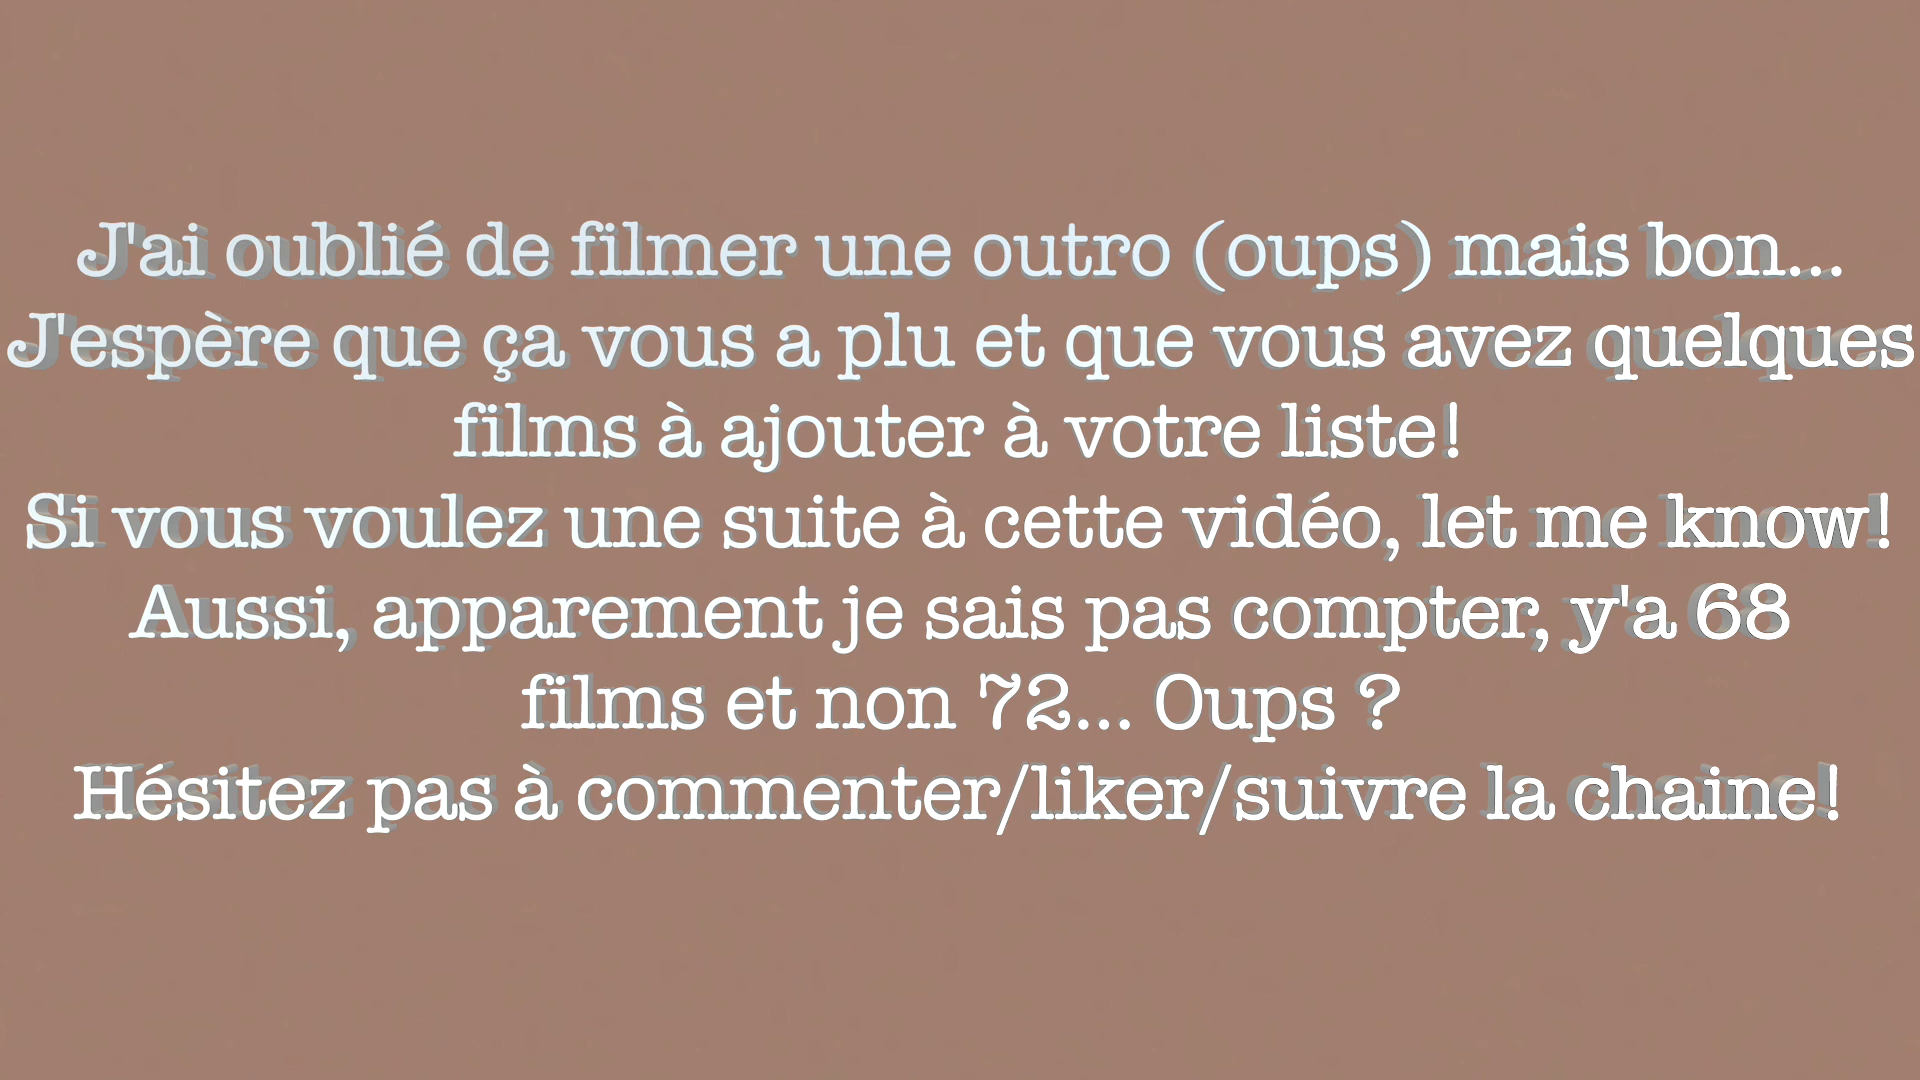 J'ai oublié de filmer une outro (oups) mais bon...
J'espère que ça vous a plu et que vous avez quelques
films à ajouter à votre liste!
Si vous voulez une suite à cette vidéo, let me know!
Aussi, apparement je sais pas compter, y'a 68
films et non 72... Oups ?
Hésitez pas à commenter/liker/suivre la chaine!